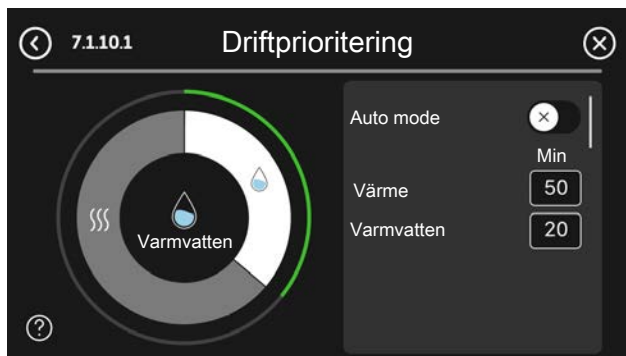 7.1.10.1 Driftprioritering
Varmvatten
Auto mode
Min
Värme 50
Varmvatten 20
?